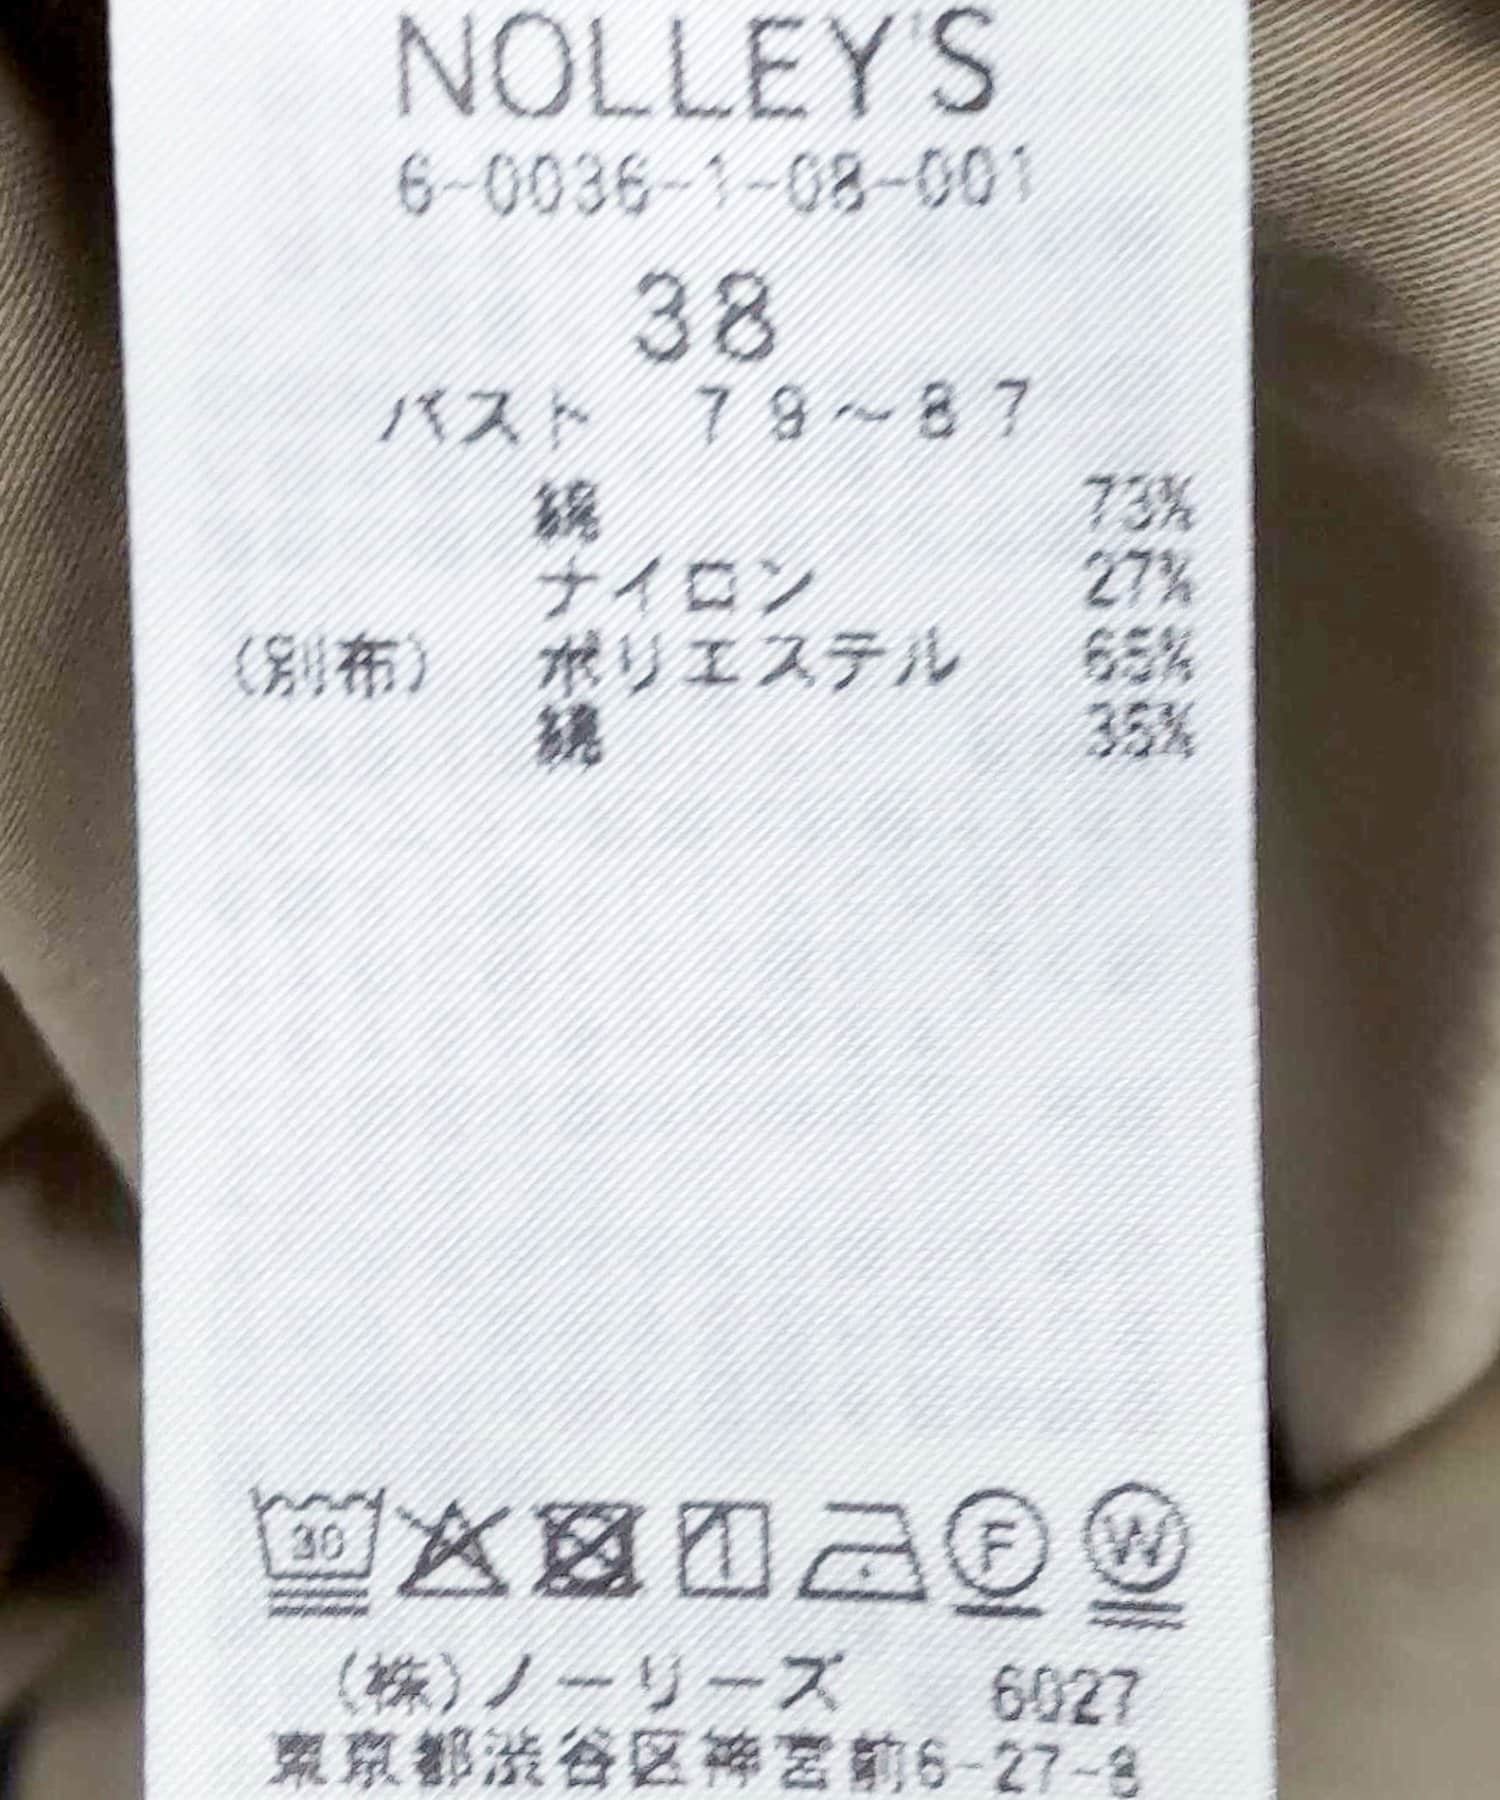 NOLLEY'S
6-0036-1-08-001
38
バスト 79～87
綿 73%
ナイロン 27%
(別布) ポリエステル 65%
綿 35%
30 F W
(株)ノーリーズ 6027
東京都渋谷区神宮前6-27-8